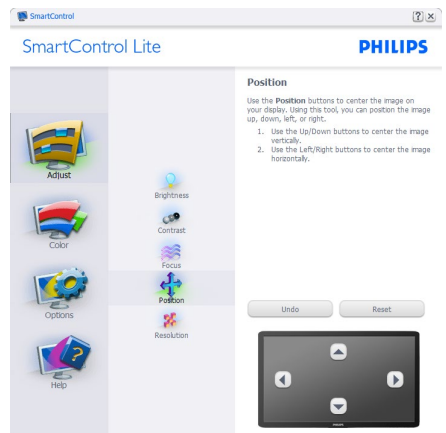 SmartControl
SmartControl Lite
PHILIPS
Adjust
Color
Options
Help
Brightness
Contrast
Focus
Position
Resolution
Position
Use the Position buttons to center the image on
your display. Using this tool, you can position the image
up, down, left, or right.
1. Use the Up/Down buttons to center the image
vertically.
2. Use the Left/Right buttons to center the image
horizontally.
Undo
Reset
PHILIPS